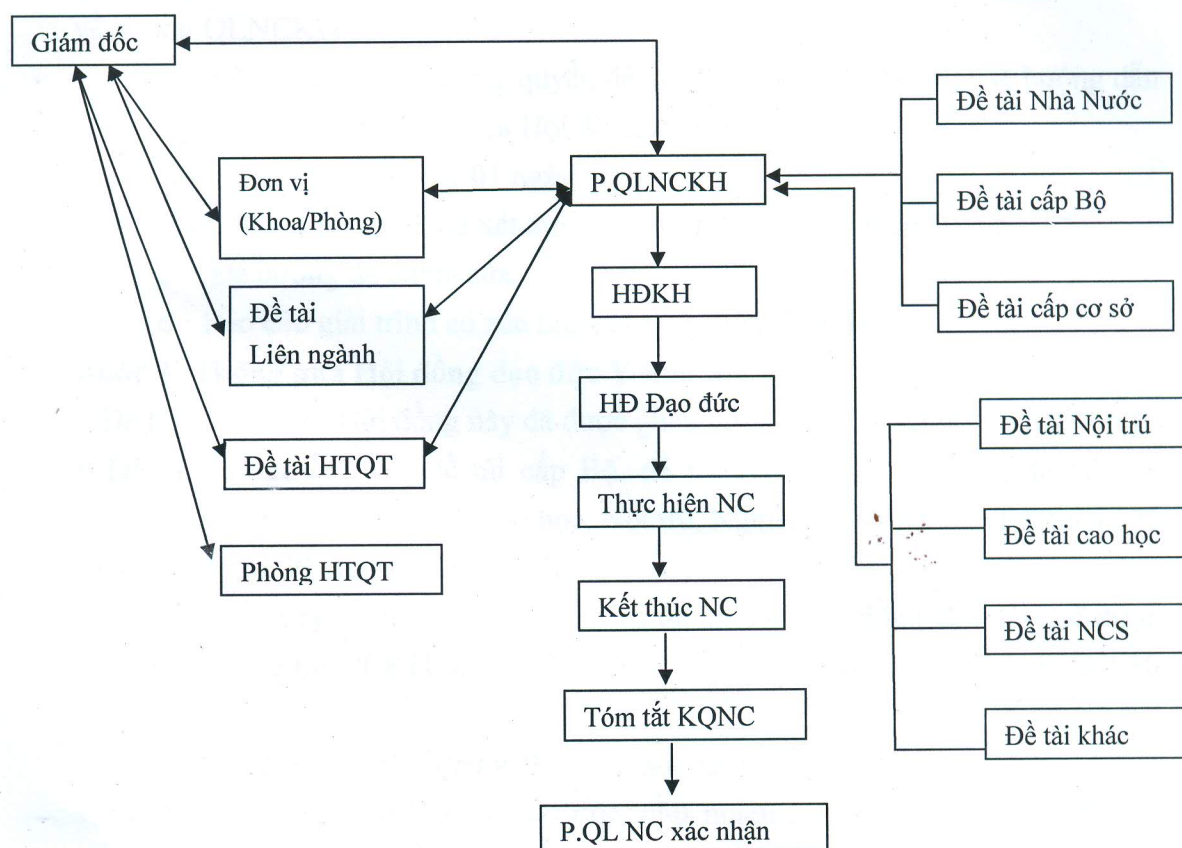 Giám đốc
Đơn vị
(Khoa/Phòng)
Đề tài
Liên ngành
Đề tài HTQT
Phòng HTQT
P.QLNCKH
HĐKH
HĐ Đạo đức
Thực hiện NC
Kết thúc NC
Tóm tắt KQNC
P.QL NC xác nhận
Đề tài Nhà Nước
Đề tài cấp Bộ
Đề tài cấp cơ sở
Đề tài Nội trú
Đề tài cao học
Đề tài NCS
Đề tài khác